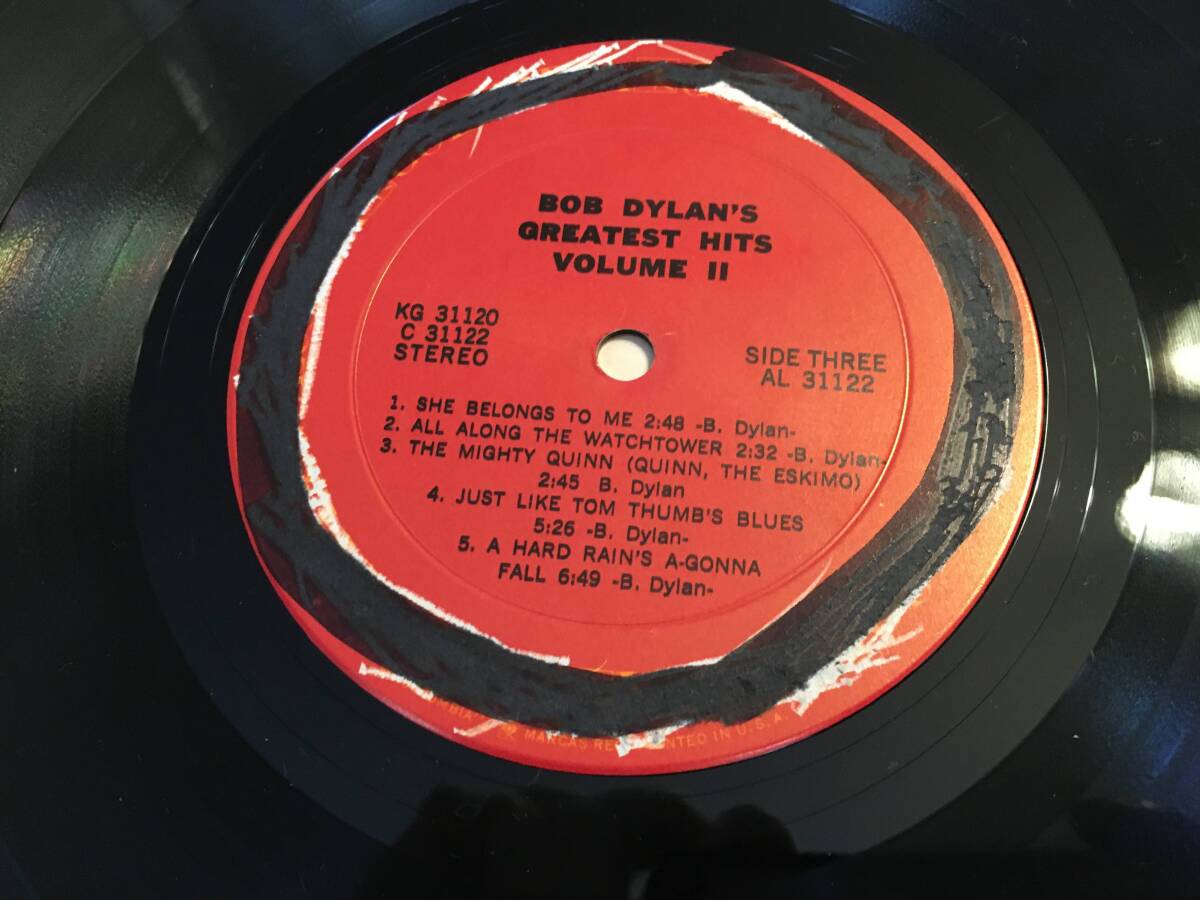 BOB DYLAN'S
GREATEST HITS
VOLUME II
KG 31120
C 31122
STEREO
SIDE THREE
AL 31122
1. SHE BELONGS TO ME 2:48 -B. Dylan-
2. ALL ALONG THE WATCHTOWER 2:32 -B. Dylan-
3. THE MIGHTY QUINN (QUINN, THE ESKIMO)
2:45 B. Dylan
4. JUST LIKE TOM THUMB'S BLUES
5:26 -B. Dylan-
5. A HARD RAIN'S A-GONNA
FALL 6:49 -B. Dylan-
MARCAS IN U.S.A.